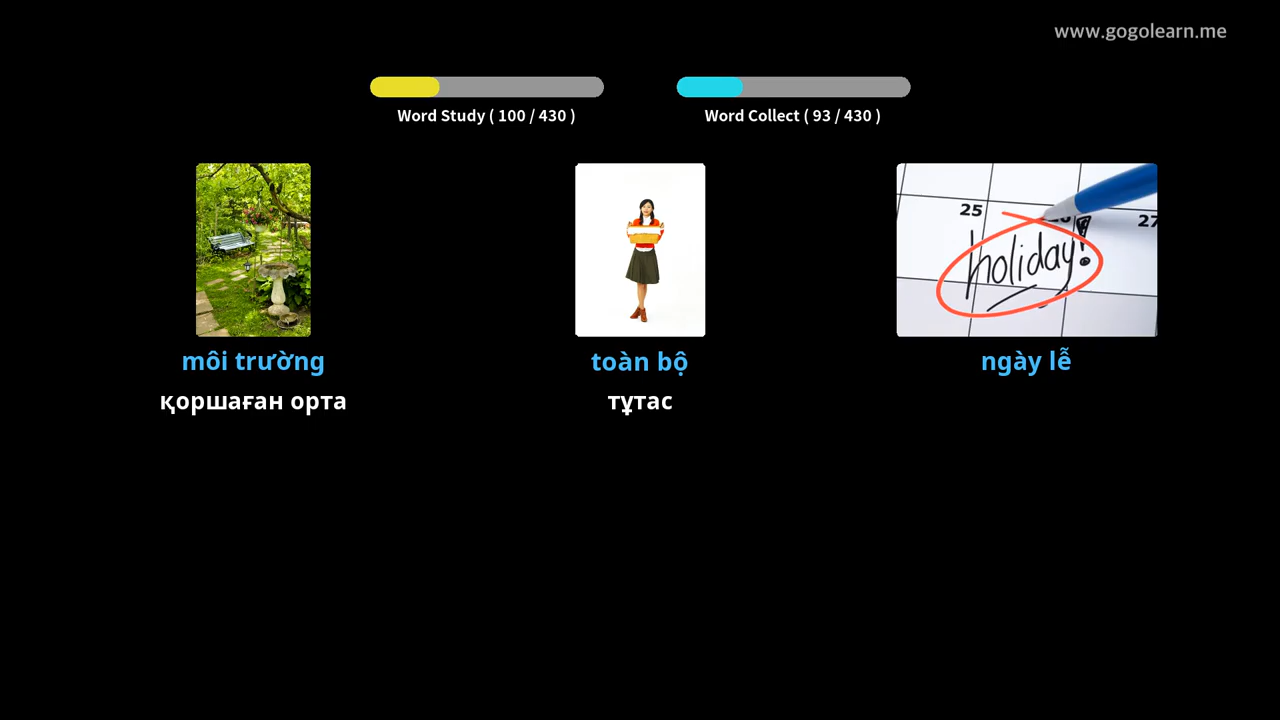 www.gogolearn.me
Word Study ( 100 / 430 )
Word Collect ( 93 / 430 )
25
27
holiday!
môi trường
toàn bộ
ngày lễ
қоршаған орта
тұтас